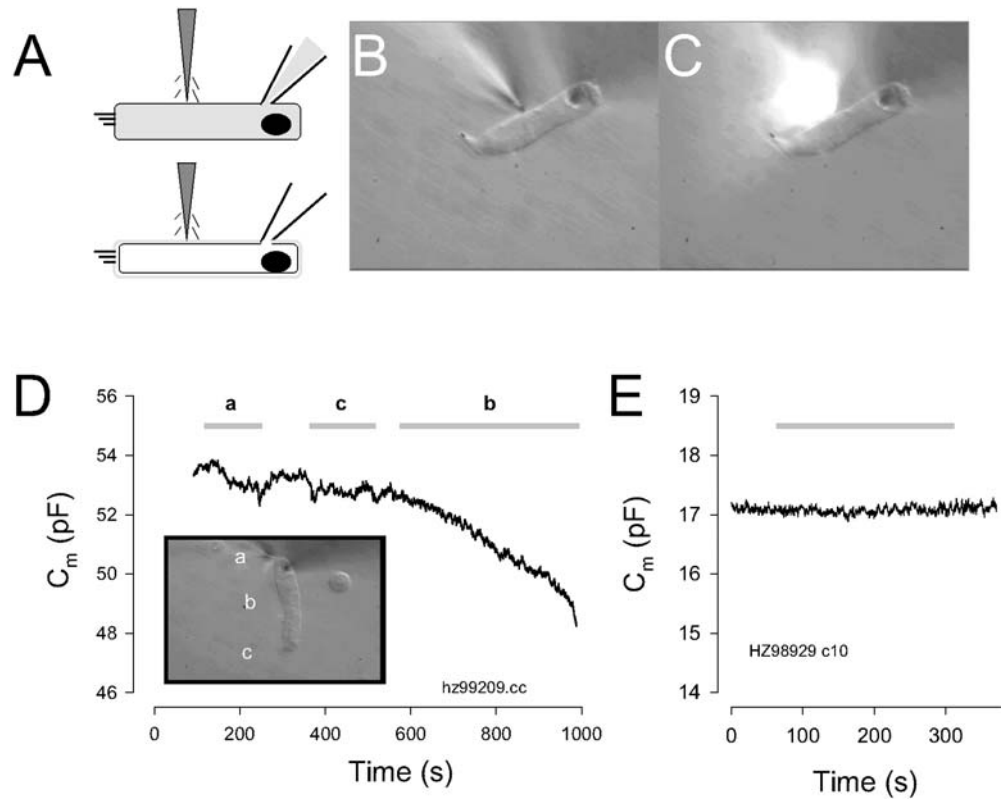 A
B
C
D
56
54
52
50
48
46
Cm (pF)
a
c
b
a
b
c
hz99209.cc
0
200
400
600
800
1000
Time (s)
E
19
18
17
16
15
14
Cm (pF)
HZ98929 c10
0
100
200
300
Time (s)